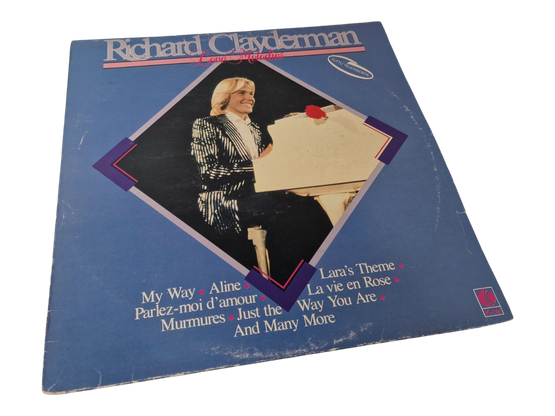 Richard Clayderman
My Way • Aline • Lara's Theme •
Parlez-moi d'amour • La vie en Rose •
Murmures • Just the Way You Are •
And Many More
K